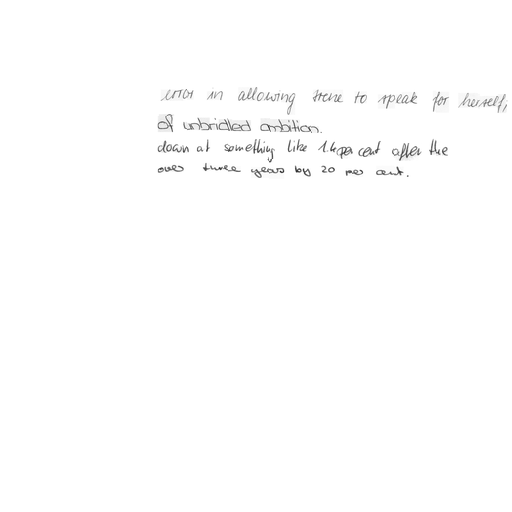 error in allowing Irene to speak for herself,
of unbridled ambition.
down at something like 14 per cent after the
over three years by 20 per cent.